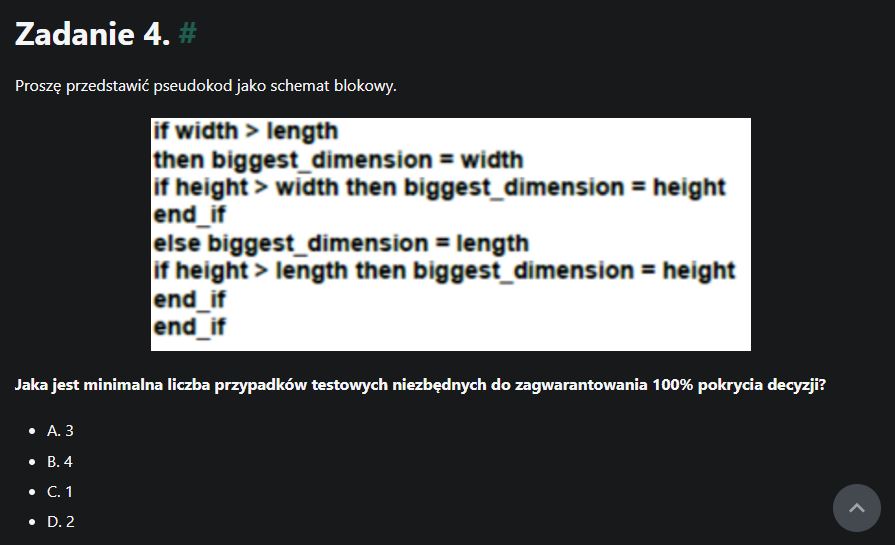 Zadanie 4. #
Proszę przedstawić pseudokod jako schemat blokowy.
if width > length
then biggest_dimension = width
if height > width then biggest_dimension = height
end_if
else biggest_dimension = length
if height > length then biggest_dimension = height
end_if
end_if
Jaka jest minimalna liczba przypadków testowych niezbędnych do zagwarantowania 100% pokrycia decyzji?
• A. 3
• B. 4
• C. 1
• D. 2